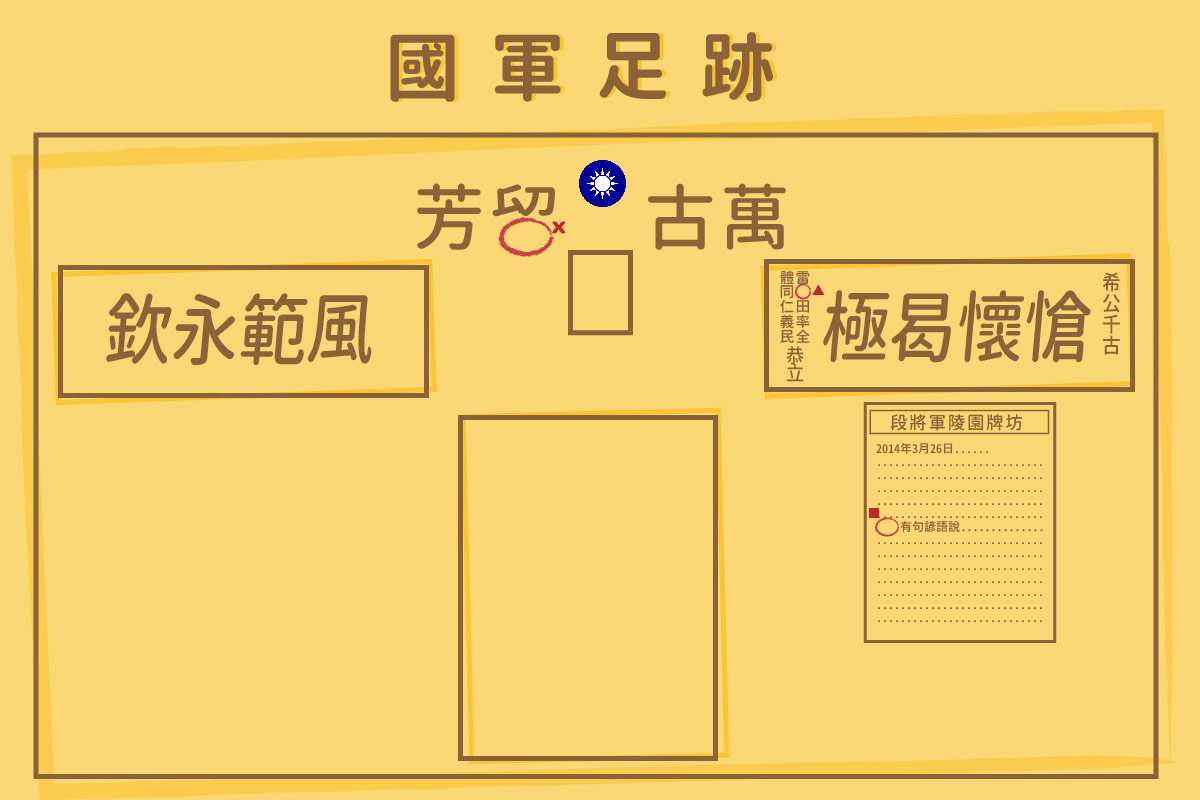 國軍足跡
萬古 芳
希公千古
愴懷曷極
雷 田率全
體同仁義民
恭立
風範永欽
段將軍陵園牌坊
2014年3月26日......
有句諺語說